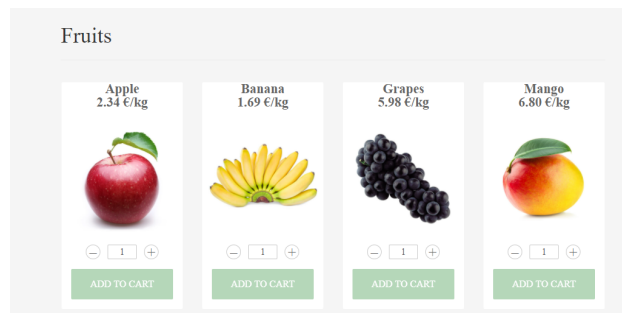 Fruits
Apple
2.34 €/kg
Banana
1.69 €/kg
Grapes
5.98 €/kg
Mango
6.80 €/kg
– 1 +
– 1 +
– 1 +
– 1 +
ADD TO CART
ADD TO CART
ADD TO CART
ADD TO CART